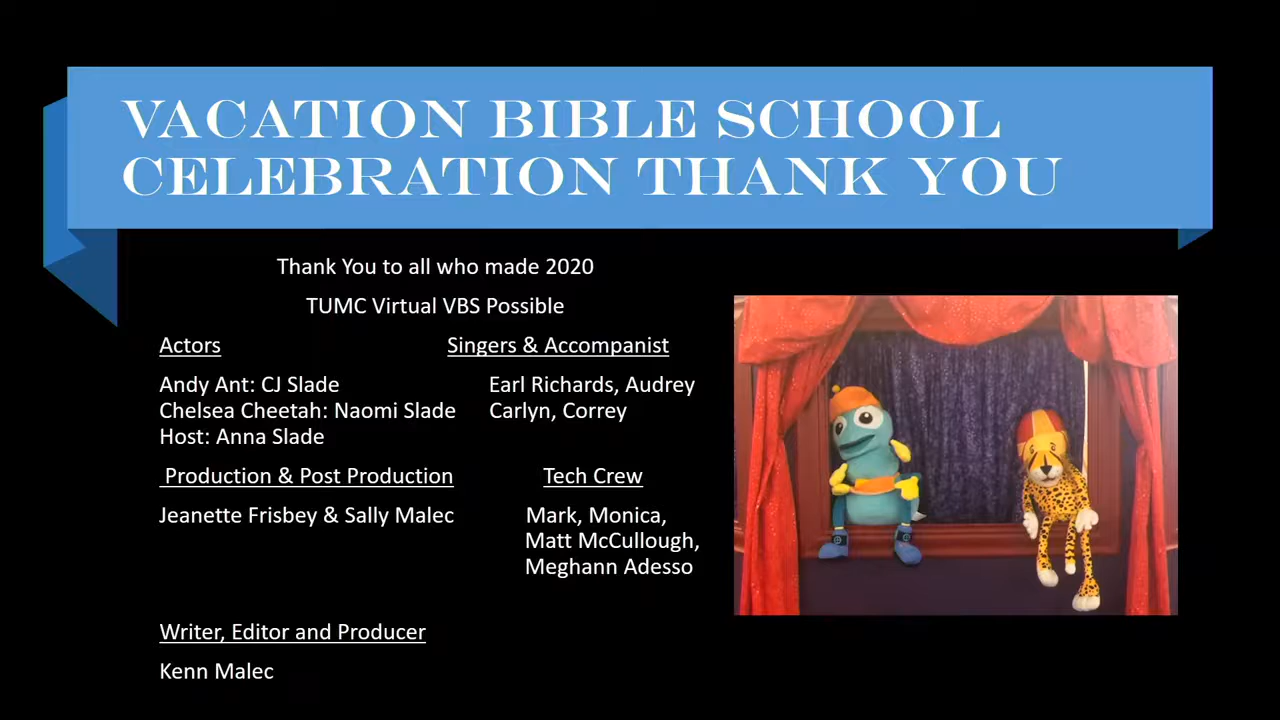 VACATION BIBLE SCHOOL
CELEBRATION THANK YOU
Thank You to all who made 2020
TUMC Virtual VBS Possible
Actors
Singers & Accompanist
Andy Ant: CJ Slade
Chelsea Cheetah: Naomi Slade
Host: Anna Slade
Earl Richards, Audrey
Carlyn, Correy
Production & Post Production
Tech Crew
Jeanette Frisbey & Sally Malec
Mark, Monica,
Matt McCullough,
Meghann Adesso
Writer, Editor and Producer
Kenn Malec